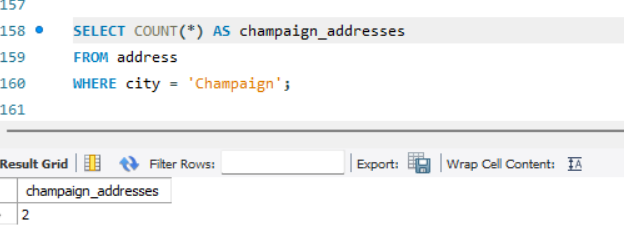 157
158 SELECT COUNT(*) AS champaign_addresses
159 FROM address
160 WHERE city = 'Champaign';
161
Result Grid Filter Rows: Export: Wrap Cell Content:
champaign_addresses
2